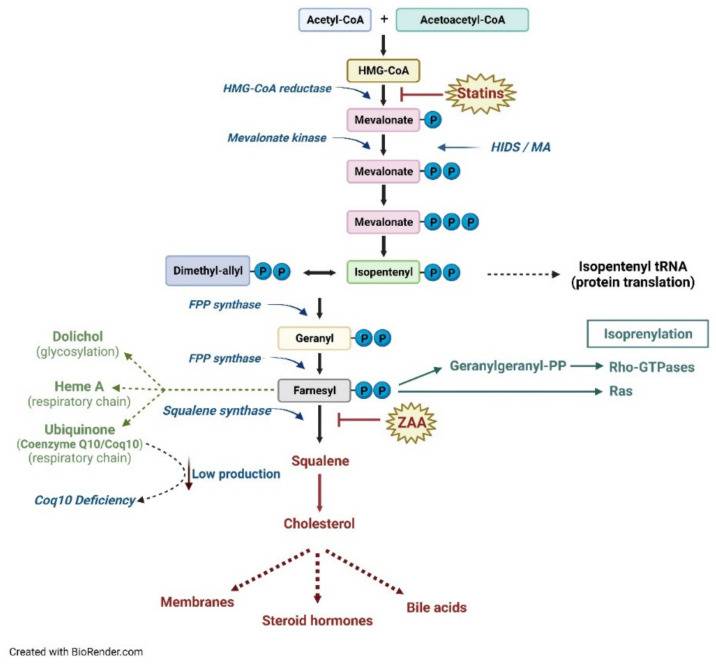 Acetyl-CoA + Acetoacetyl-CoA
HMG-CoA
HMG-CoA reductase
Statins
Mevalonate P
Mevalonate kinase
HIDS / MA
Mevalonate P P
Mevalonate P P P
Dimethyl-allyl P P
Isopentenyl P P
Isopentenyl tRNA
(protein translation)
FPP synthase
Geranyl P P
Isoprenylation
Dolichol
(glycosylation)
FPP synthase
Geranylgeranyl-PP
Rho-GTPases
Heme A
(respiratory chain)
Farnesyl P P
Ras
Squalene synthase
ZAA
Ubiquinone
(Coenzyme Q10/Coq10)
(respiratory chain)
Squalene
Low production
Coq10 Deficiency
Cholesterol
Membranes
Steroid hormones
Bile acids
Created with BioRender.com